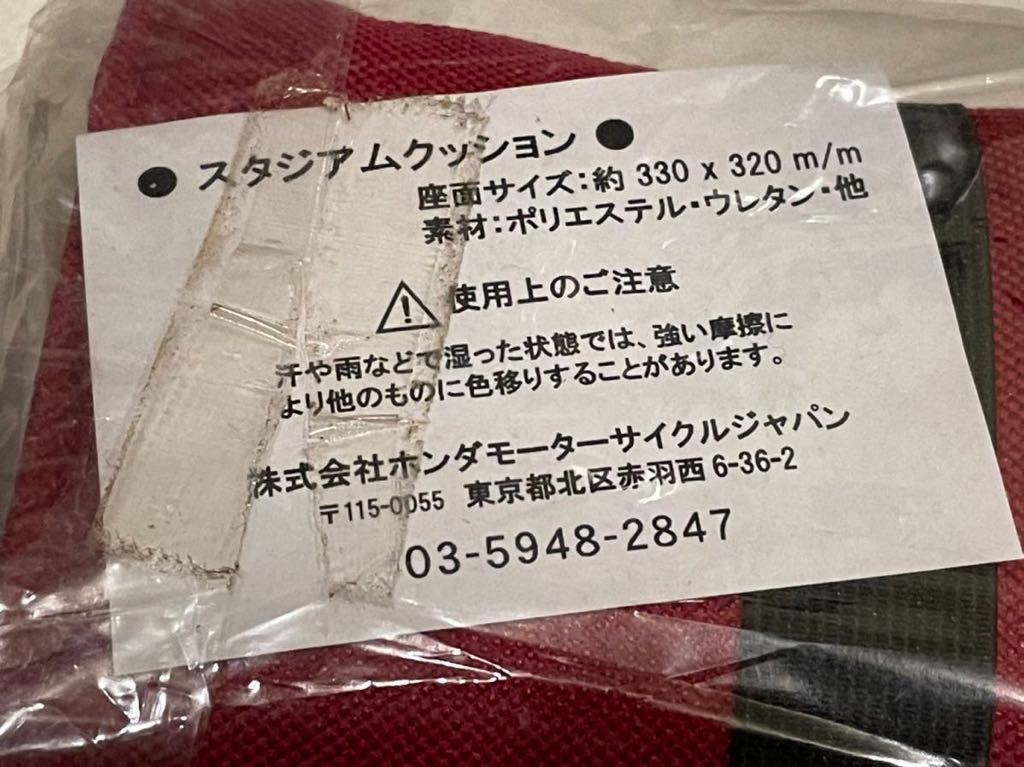 ● スタジアムクッション ●
座面サイズ:約 330 x 320 m/m
素材:ポリエステル・ウレタン・他
使用上のご注意
汗や雨などで湿った状態では、強い摩擦に
より他のものに色移りすることがあります。
株式会社ホンダモーターサイクルジャパン
〒115-0055 東京都北区赤羽西 6-36-2
03-5948-2847